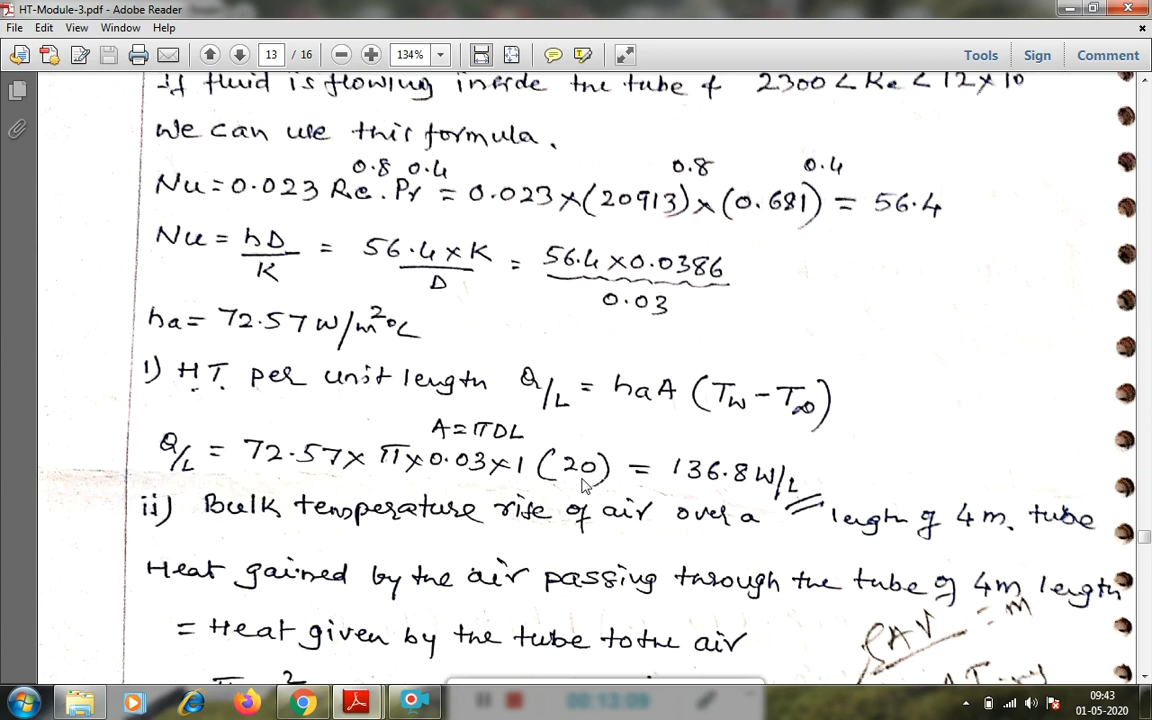 HT-Module-3.pdf - Adobe Reader
File Edit View Window Help
13 / 16 134% Tools Sign Comment
if fluid is flowing inside the tube & 2300 < Re < 12×10
We can use this formula.
Nu = 0.023 Re^0.8 . Pr^0.4 = 0.023 × (20913)^0.8 × (0.681)^0.4 = 56.4
Nu = hD/K = 56.4 × K/D = 56.4 × 0.0386/0.03
ha = 72.57 W/m²°C
1) HT. per unit length Q/L = ha A (Tw - T∞)
A = πDL
Q/L = 72.57 × π × 0.03 × 1 (20) = 136.8 W/L
ii) Bulk temperature rise of air over a length of 4m. tube
Heat gained by the air passing through the tube of 4m length
= Heat given by the tube to the air
ρAV = m
00:13:09
09:43
01-05-2020